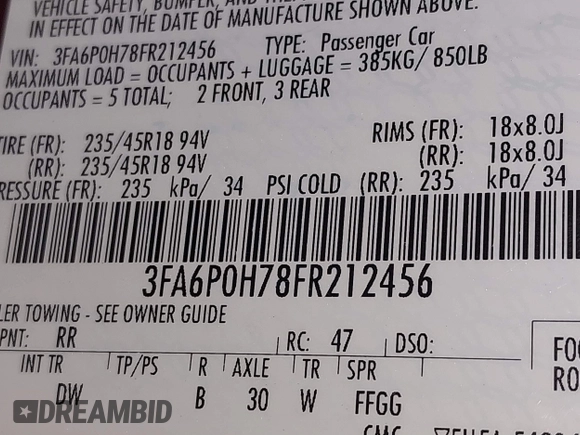 VEHICLE SAFETY, BUMPER, AND
IN EFFECT ON THE DATE OF MANUFACTURE SHOWN ABOVE.
VIN: 3FA6P0H78FR212456 TYPE: Passenger Car
MAXIMUM LOAD = OCCUPANTS + LUGGAGE = 385KG/ 850LB
OCCUPANTS = 5 TOTAL; 2 FRONT, 3 REAR
TIRE (FR): 235/45R18 94V RIMS (FR): 18x8.0J
(RR): 235/45R18 94V (RR): 18x8.0J
PRESSURE (FR): 235 kPa/ 34 PSI COLD (RR): 235 kPa/ 34
3FA6P0H78FR212456
LER TOWING - SEE OWNER GUIDE
PNT: RR RC: 47 DSO:
INT TR TP/PS R AXLE TR SPR
DW B 30 W FFGG
FO
RO
DREAMBID